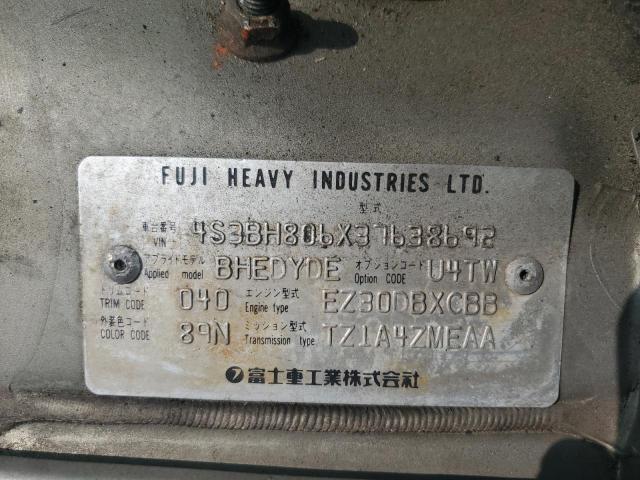 FUJI HEAVY INDUSTRIES LTD.
型式
車台番号 VIN 4S3BH806X37638692
アプライドモデル Applied model BHEDYDE オプションコード Option CODE U4TW
トリムコード TRIM CODE 040 エンジン型式 Engine type EZ30DBXCBB
外装色コード COLOR CODE 89N ミッション型式 Transmission type TZ1A4ZMEAA
富士重工業株式会社